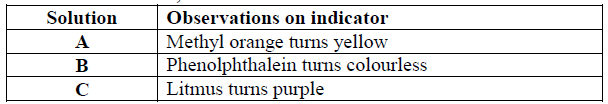 Solution Observations on indicator
A Methyl orange turns yellow
B Phenolphthalein turns colourless
C Litmus turns purple